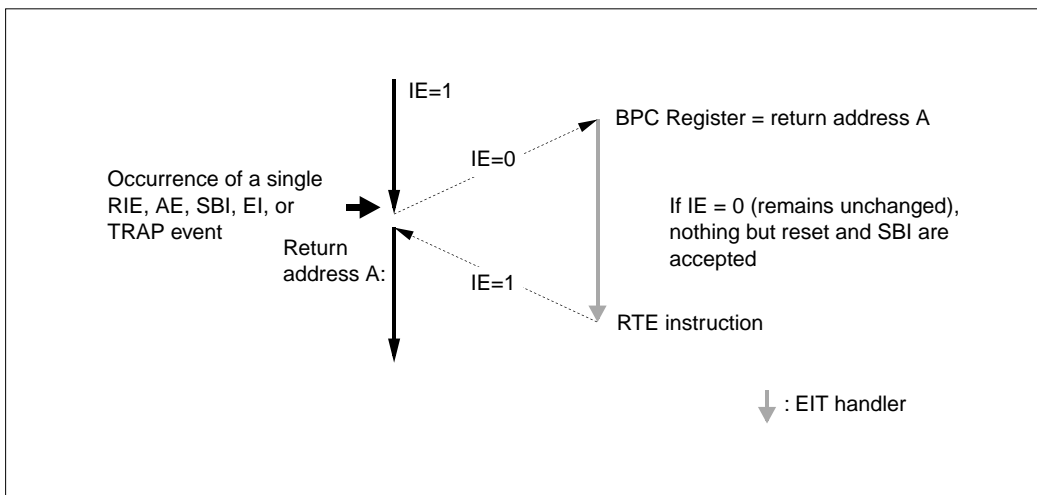 IE=1
BPC Register = return address A
IE=0
Occurrence of a single
RIE, AE, SBI, EI, or
TRAP event
If IE = 0 (remains unchanged),
nothing but reset and SBI are
accepted
Return
address A:
IE=1
RTE instruction
: EIT handler